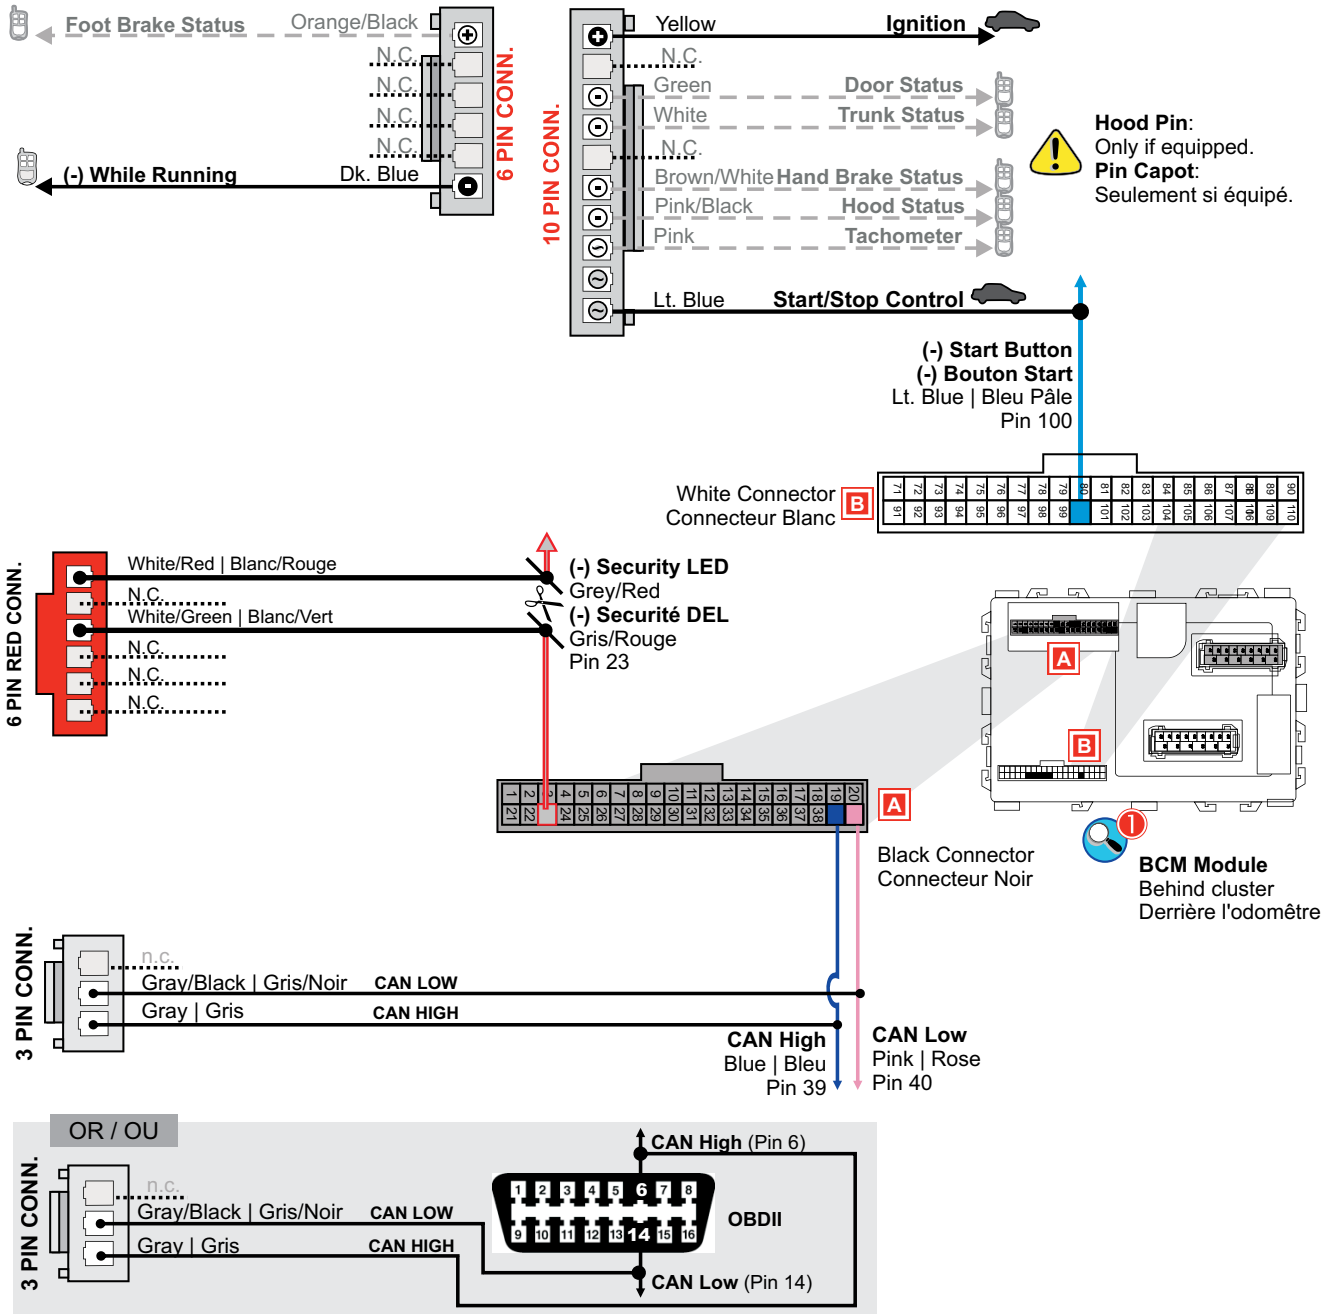 Foot Brake Status Orange/Black
N.C.
N.C.
N.C.
N.C.
(-) While Running Dk. Blue
6 PIN CONN.
10 PIN CONN.
Yellow Ignition
N.C.
Green Door Status
White Trunk Status
N.C.
Brown/White Hand Brake Status
Pink/Black Hood Status
Pink Tachometer
Lt. Blue Start/Stop Control
Hood Pin:
Only if equipped.
Pin Capot:
Seulement si équipé.
(-) Start Button
(-) Bouton Start
Lt. Blue | Bleu Pâle
Pin 100
White Connector
Connecteur Blanc
B
71 72 73 74 75 76 77 78 79 80 81 82 83 84 85 86 87 88 89 90
91 92 93 94 95 96 97 98 99 101 102 103 104 105 106 107 109 110
6 PIN RED CONN.
White/Red | Blanc/Rouge
N.C.
White/Green | Blanc/Vert
N.C.
N.C.
N.C.
(-) Security LED
Grey/Red
(-) Securité DEL
Gris/Rouge
Pin 23
A
B
1 2 3 4 5 6 7 8 9 10 11 12 13 14 15 16 17 18 19 20
21 22 24 25 26 27 28 29 30 31 32 33 34 35 36 37 38
A
Black Connector
Connecteur Noir
1
BCM Module
Behind cluster
Derrière l'odomêtre
3 PIN CONN.
n.c.
Gray/Black | Gris/Noir CAN LOW
Gray | Gris CAN HIGH
CAN High
Blue | Bleu
Pin 39
CAN Low
Pink | Rose
Pin 40
OR / OU
3 PIN CONN.
n.c.
Gray/Black | Gris/Noir CAN LOW
Gray | Gris CAN HIGH
CAN High (Pin 6)
1 2 3 4 5 6 7 8
9 10 11 12 13 14 15 16
OBDII
CAN Low (Pin 14)